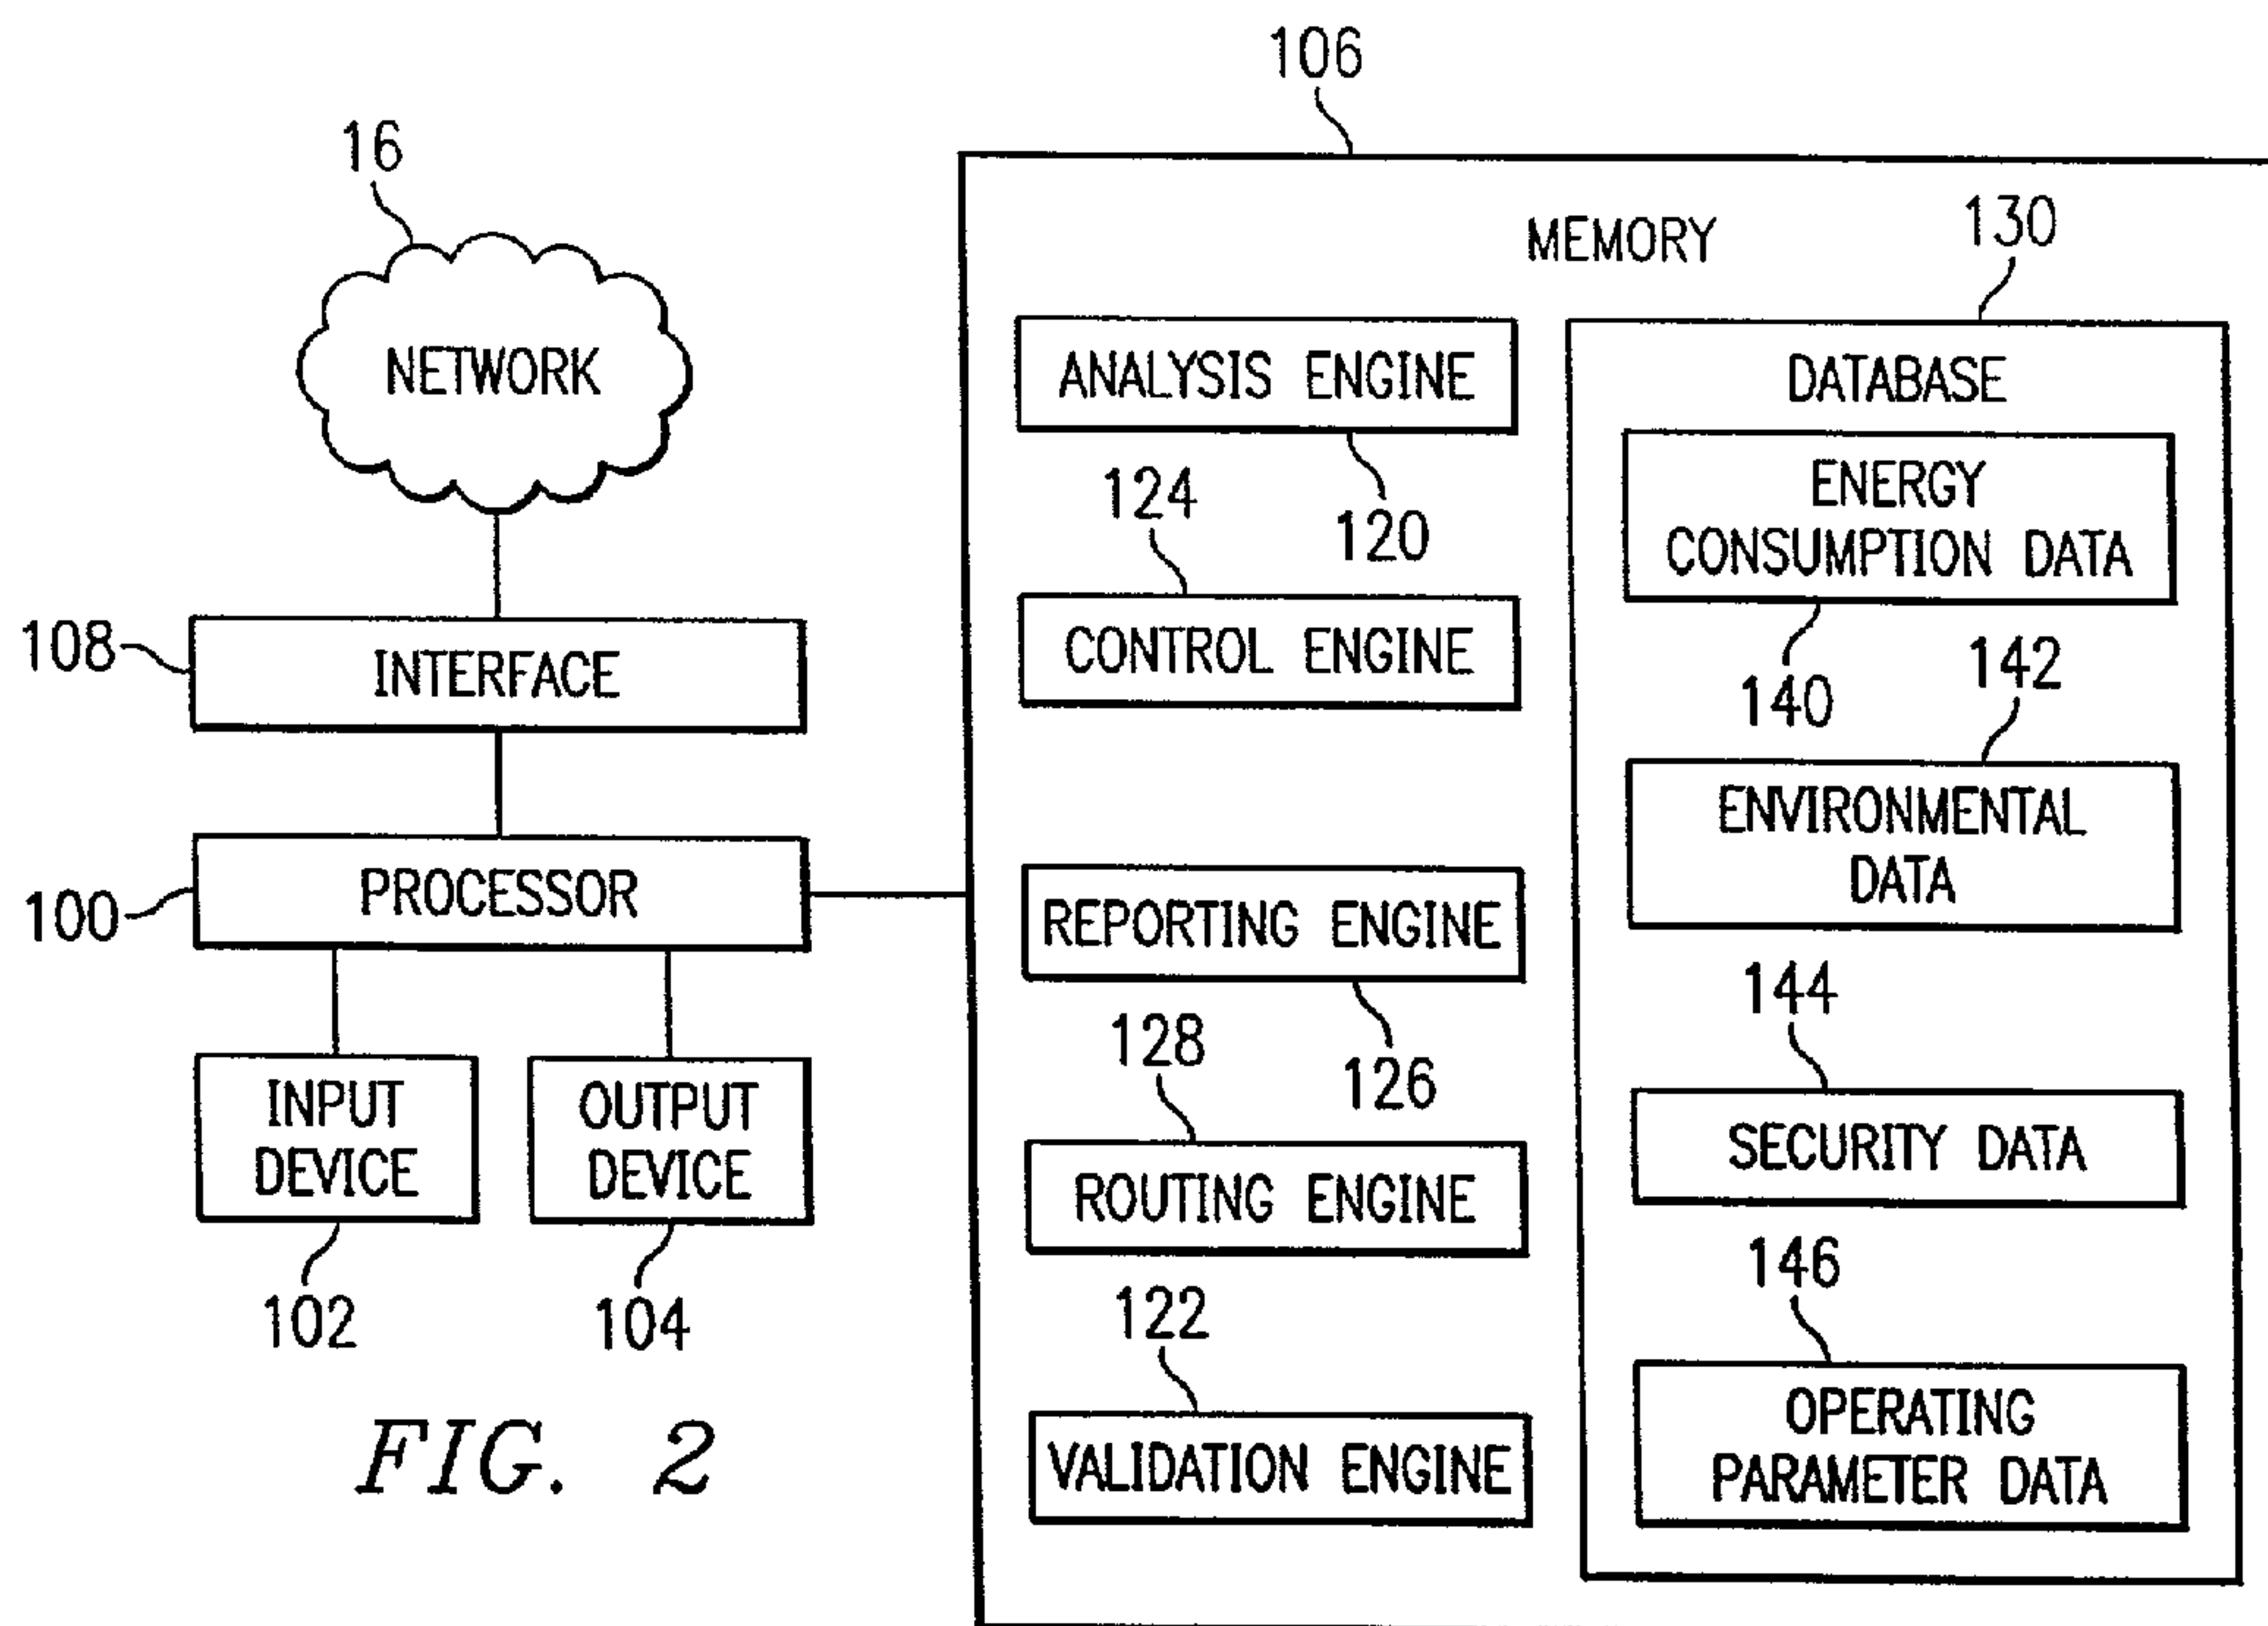 106
16
NETWORK
108
INTERFACE
100
PROCESSOR
INPUT
DEVICE
102
OUTPUT
DEVICE
104
FIG. 2
MEMORY
ANALYSIS ENGINE
120
124
CONTROL ENGINE
REPORTING ENGINE
126
128
ROUTING ENGINE
122
VALIDATION ENGINE
130
DATABASE
ENERGY
CONSUMPTION DATA
140
142
ENVIRONMENTAL
DATA
144
SECURITY DATA
146
OPERATING
PARAMETER DATA